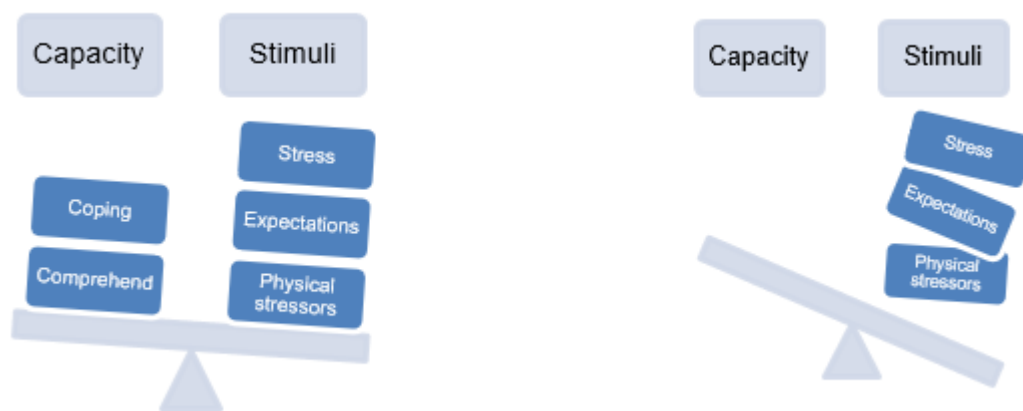 Capacity
Stimuli
Stress
Coping
Expectations
Comprehend
Physical
stressors
Capacity
Stimuli
Stress
Expectations
Physical
stressors